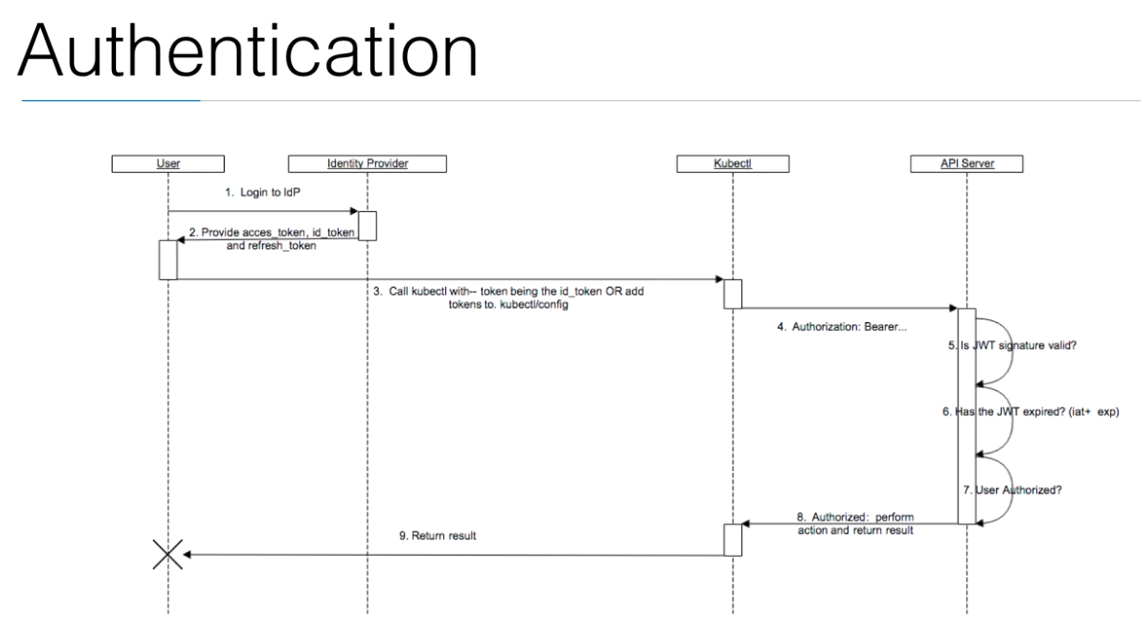 Authentication
User
Identity Provider
Kubectl
API Server
1. Login to IdP
2. Provide acces_token, id_token
and refresh_token
3. Call kubectl with-- token being the id_token OR add
tokens to. kubectl/config
4. Authorization: Bearer...
5. Is JWT signature valid?
6. Has the JWT expired? (iat+ exp)
7. User Authorized?
8. Authorized: perform
action and return result
9. Return result